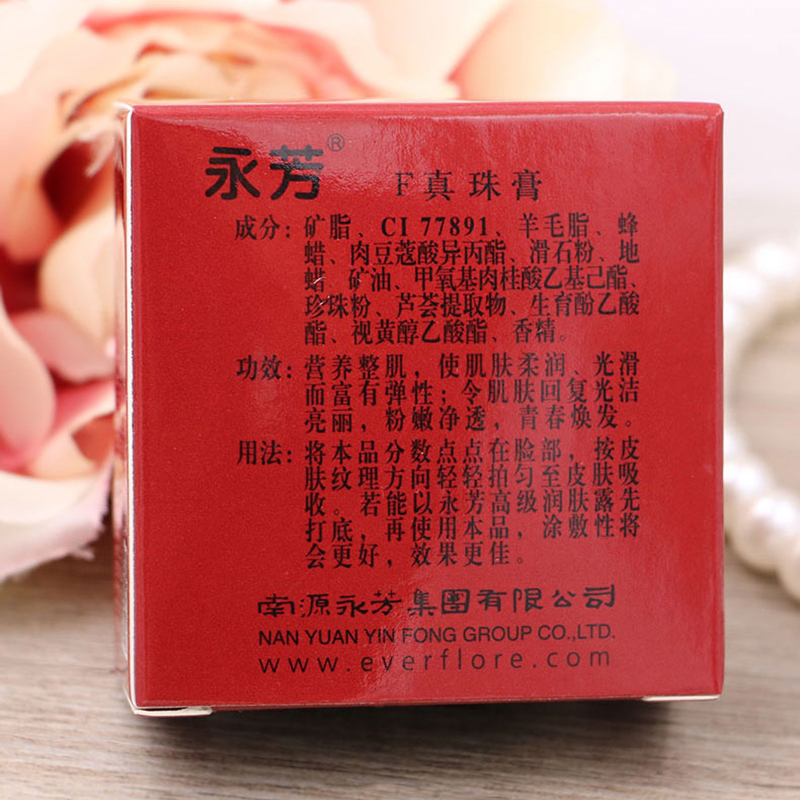 永芳® F真珠膏
成分：矿脂、CI 77891、羊毛脂、蜂
蜡、肉豆蔻酸异丙酯、滑石粉、地
蜡、矿油、甲氧基肉桂酸乙基己酯、
珍珠粉、芦荟提取物、生育酚乙酸
酯、视黄醇乙酸酯、香精。
功效：营养整肌，使肌肤柔润、光滑
而富有弹性；令肌肤回复光洁
亮丽，粉嫩净透，青春焕发。
用法：将本品分数点点在脸部，按皮
肤纹理方向轻轻拍匀至皮肤吸
收。若能以永芳高级润肤露先
打底，再使用本品，涂敷性将
会更好，效果更佳。
南源永芳集团有限公司
NAN YUAN YIN FONG GROUP CO.,LTD.
www.everflore.com